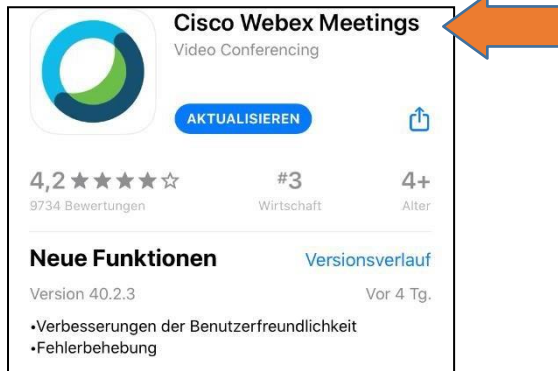 Cisco Webex Meetings
Video Conferencing
AKTUALISIEREN
4,2 ★★★★☆ #3 4+
9734 Bewertungen Wirtschaft Alter
Neue Funktionen Versionsverlauf
Version 40.2.3 Vor 4 Tg.
•Verbesserungen der Benutzerfreundlichkeit
•Fehlerbehebung